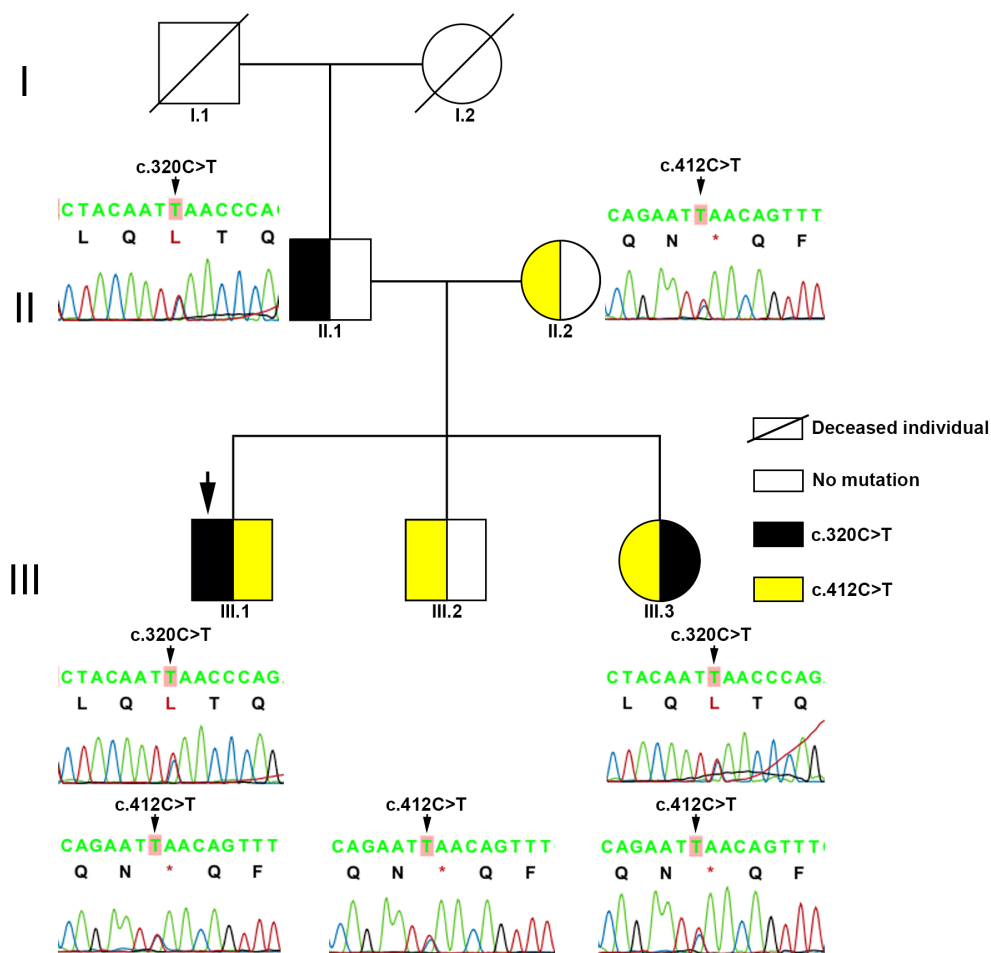 I
I.1
I.2
c.320C>T
CTACAATTAACCCA
L Q L T Q
c.412C>T
CAGAATTAACAGTTT
Q N * Q F
II
II.1
II.2
Deceased individual
No mutation
c.320C>T
c.412C>T
III
III.1
III.2
III.3
c.320C>T
CTACAATTAACCCAG
L Q L T Q
c.320C>T
CTACAATTAACCCAG
L Q L T Q
c.412C>T
CAGAATTAACAGTTT
Q N * Q F
c.412C>T
CAGAATTAACAGTTT
Q N * Q F
c.412C>T
CAGAATTAACAGTTT
Q N * Q F